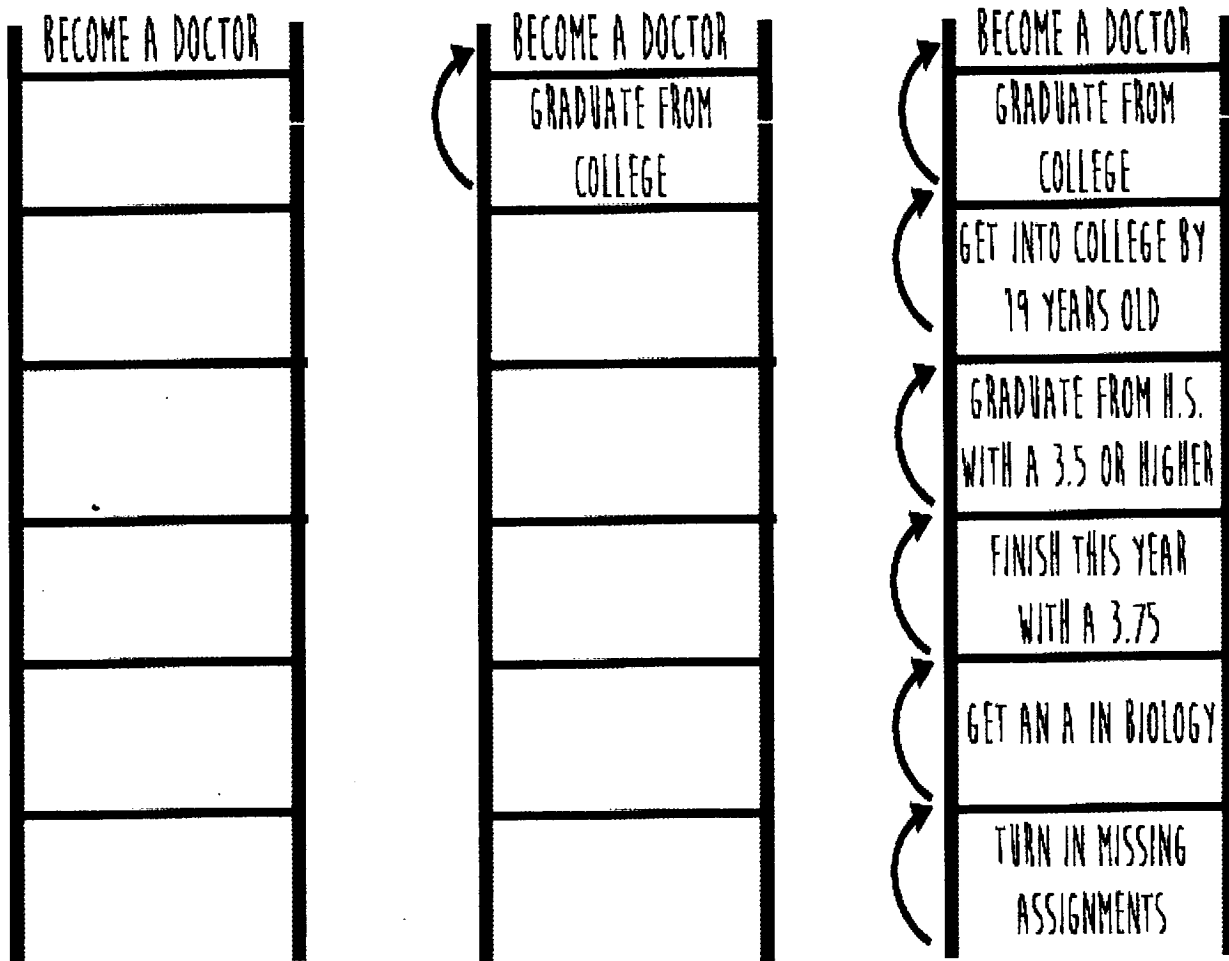 BECOME A DOCTOR
BECOME A DOCTOR
GRADUATE FROM
COLLEGE
BECOME A DOCTOR
GRADUATE FROM
COLLEGE
GET INTO COLLEGE BY
19 YEARS OLD
GRADUATE FROM H.S.
WITH A 3.5 OR HIGHER
FINISH THIS YEAR
WITH A 3.75
GET AN A IN BIOLOGY
TURN IN MISSING
ASSIGNMENTS